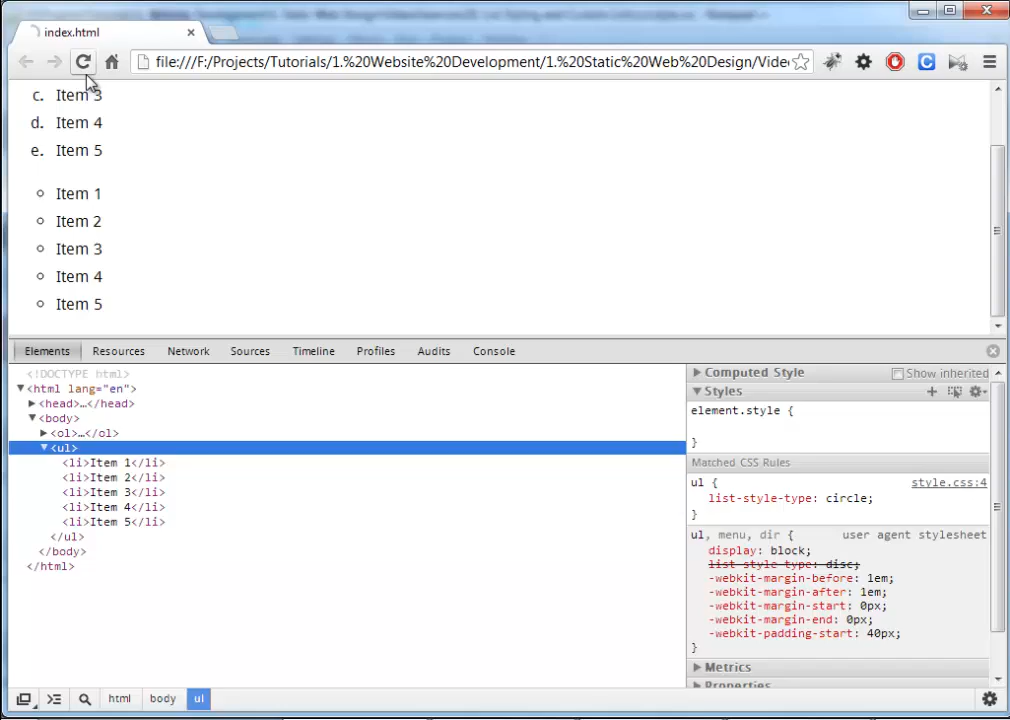 index.html
file:///F:/Projects/Tutorials/1.%20Website%20Development/1.%20Static%20Web%20Design/Vide
c. Item 3
d. Item 4
e. Item 5
Item 1
Item 2
Item 3
Item 4
Item 5
Elements Resources Network Sources Timeline Profiles Audits Console
<!DOCTYPE html>
<html lang="en">
<head>…</head>
<body>
<ol>…</ol>
<ul>
<li>Item 1</li>
<li>Item 2</li>
<li>Item 3</li>
<li>Item 4</li>
<li>Item 5</li>
</ul>
</body>
</html>
Computed Style Show inherited
Styles
element.style {
}
Matched CSS Rules
ul { style.css:4
list-style-type: circle;
}
ul, menu, dir { user agent stylesheet
display: block;
list-style-type: disc;
-webkit-margin-before: 1em;
-webkit-margin-after: 1em;
-webkit-margin-start: 0px;
-webkit-margin-end: 0px;
-webkit-padding-start: 40px;
}
Metrics
Properties
html body ul